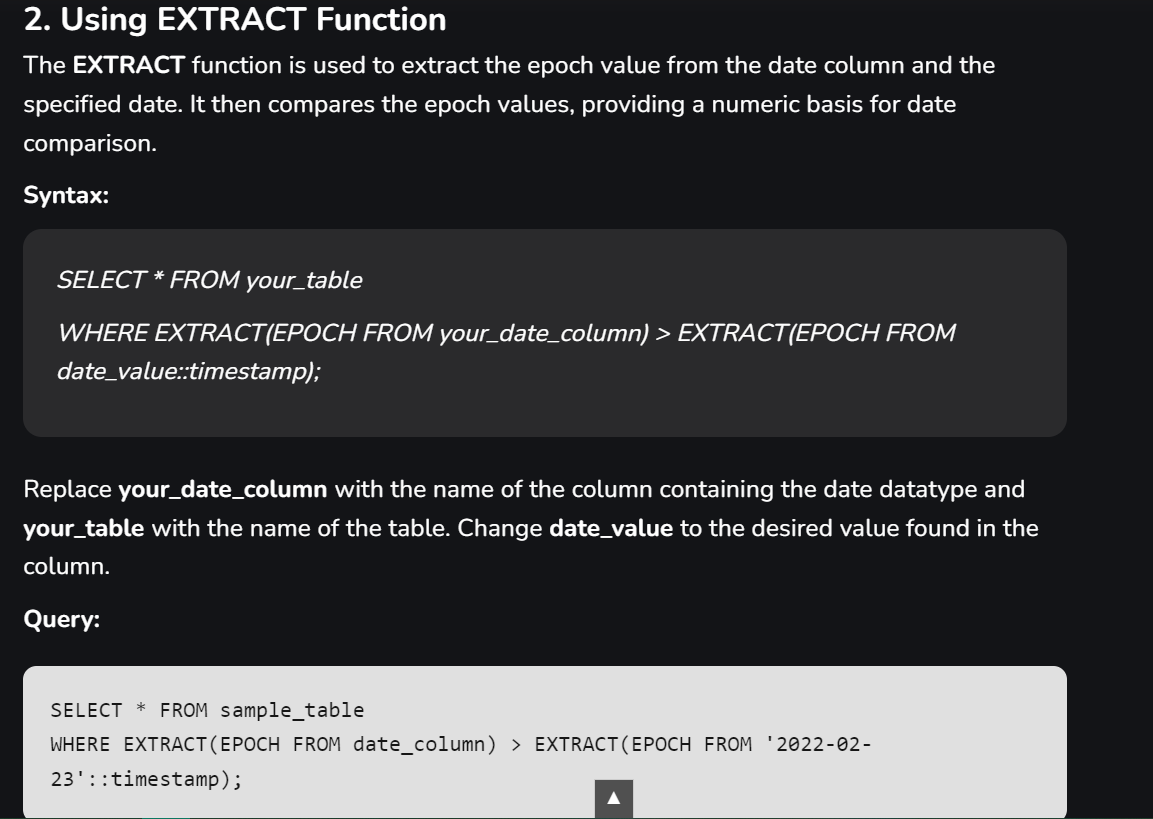 2. Using EXTRACT Function
The EXTRACT function is used to extract the epoch value from the date column and the
specified date. It then compares the epoch values, providing a numeric basis for date
comparison.
Syntax:
SELECT * FROM your_table
WHERE EXTRACT(EPOCH FROM your_date_column) > EXTRACT(EPOCH FROM
date_value::timestamp);
Replace your_date_column with the name of the column containing the date datatype and
your_table with the name of the table. Change date_value to the desired value found in the
column.
Query:
SELECT * FROM sample_table
WHERE EXTRACT(EPOCH FROM date_column) > EXTRACT(EPOCH FROM '2022-02-
23'::timestamp);